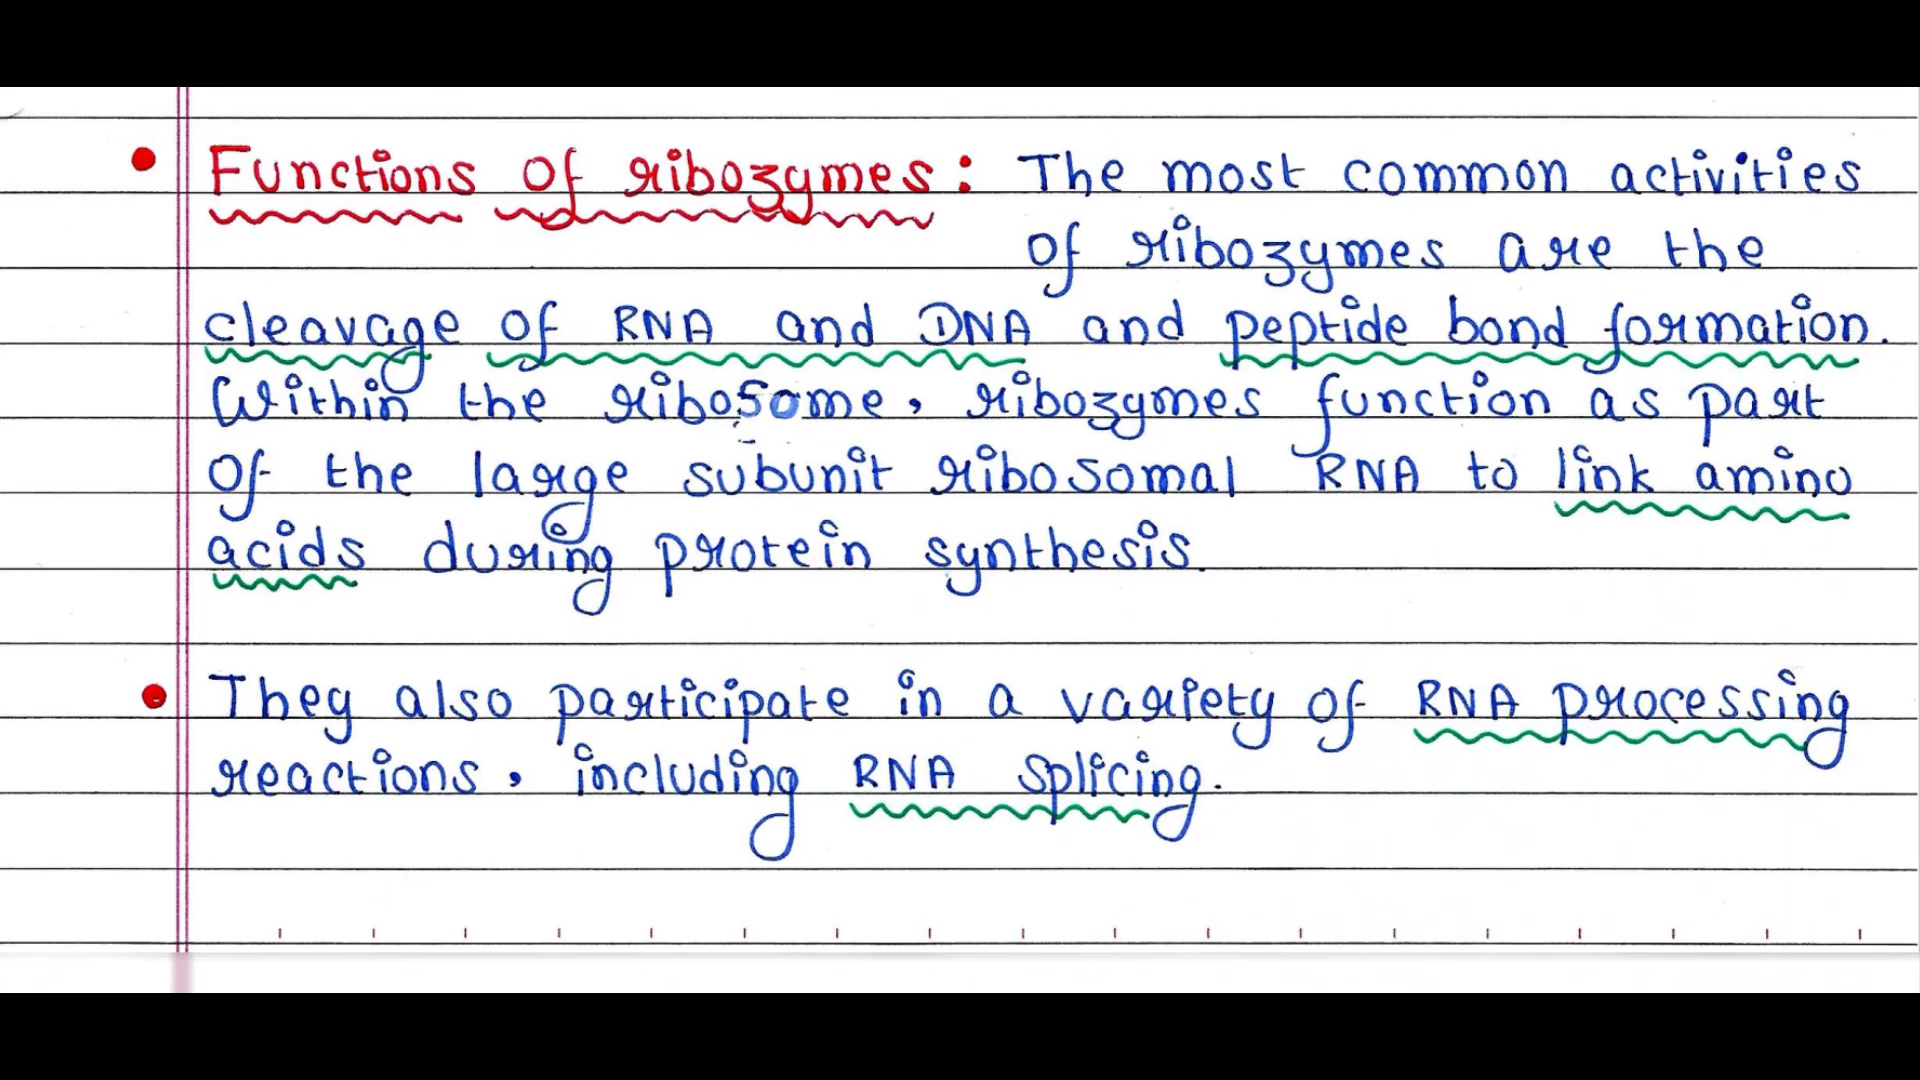 • Functions of ribozymes: The most common activities
of ribozymes are the
cleavage of RNA and DNA and peptide bond formation.
Within the ribosome, ribozymes function as part
of the large subunit ribosomal RNA to link amino
acids during protein synthesis.
• They also participate in a variety of RNA processing
reactions, including RNA splicing.